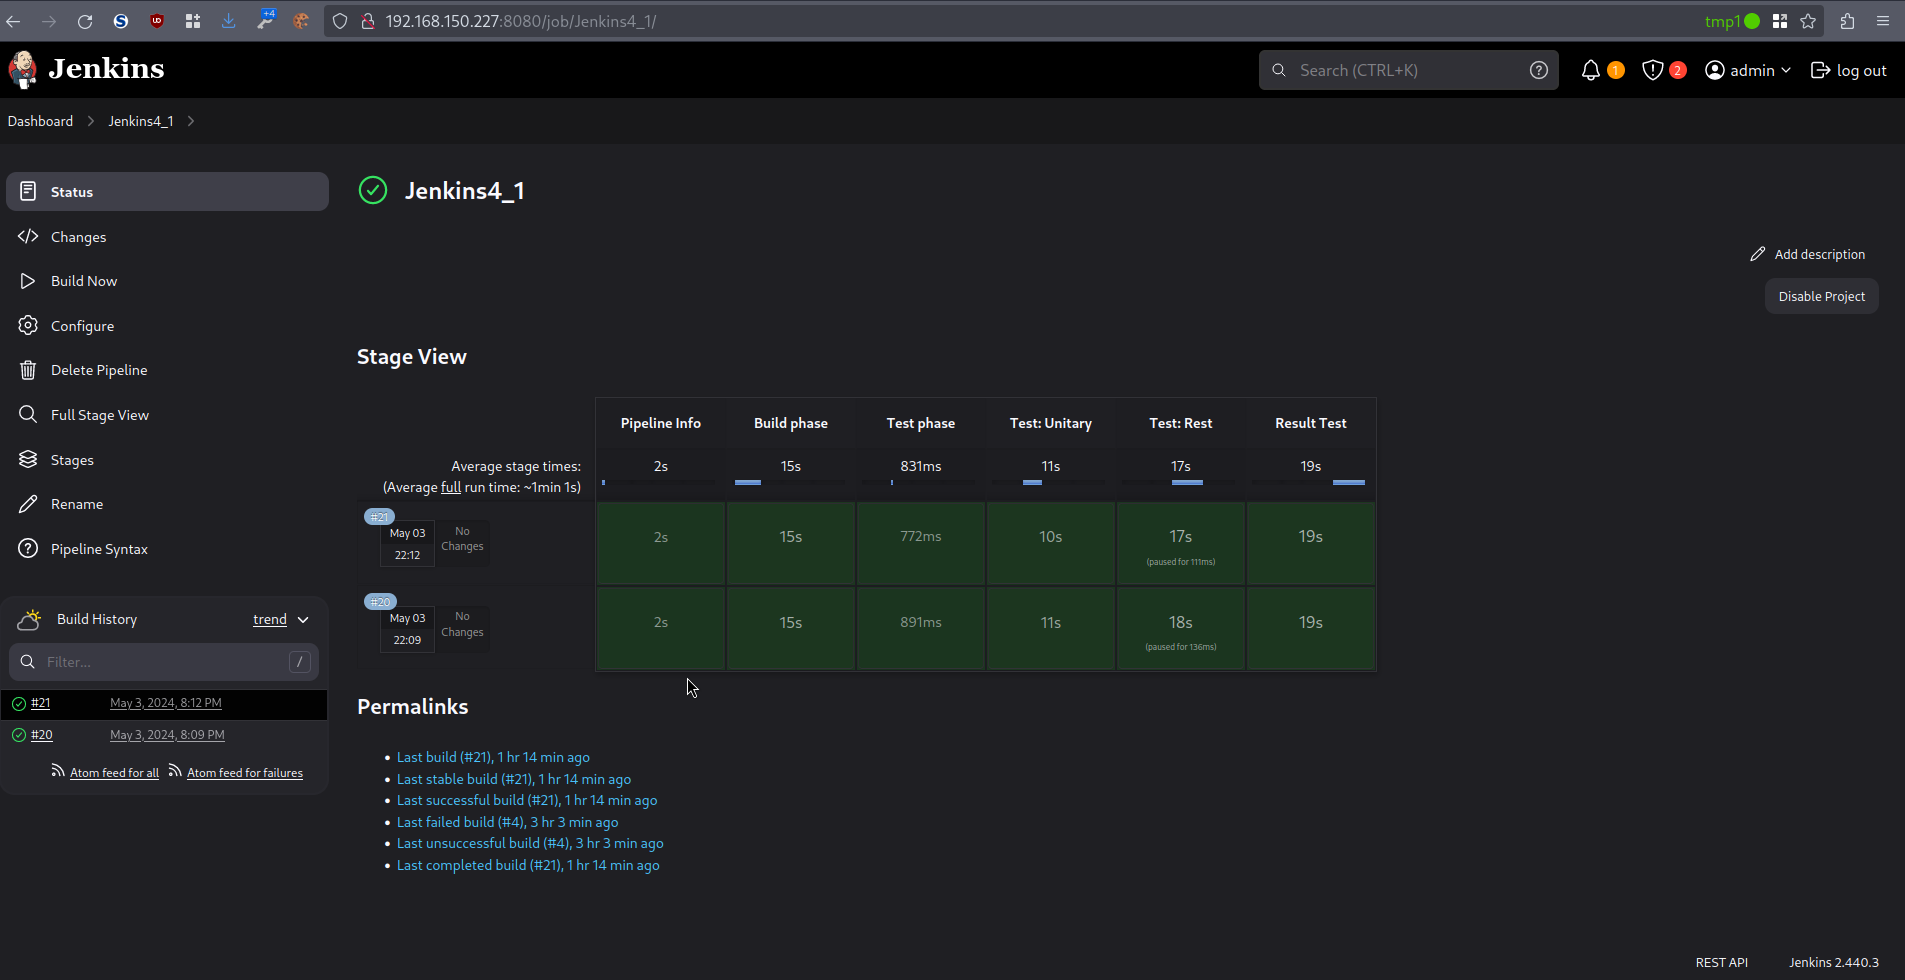 +4
192.168.150.227:8080/job/Jenkins4_1/
tmp1
Jenkins
Search (CTRL+K)
1
2
admin
log out
Dashboard
Jenkins4_1
Status
Changes
Build Now
Configure
Delete Pipeline
Full Stage View
Stages
Rename
Pipeline Syntax
Build History
trend
Filter...
/
#21
May 3, 2024, 8:12 PM
#20
May 3, 2024, 8:09 PM
Atom feed for all
Atom feed for failures
Jenkins4_1
Add description
Disable Project
Stage View
Pipeline Info Build phase Test phase Test: Unitary Test: Rest Result Test
Average stage times: 2s 15s 831ms 11s 17s 19s
(Average full run time: ~1min 1s)
#21
May 03
22:12
No
Changes
2s 15s 772ms 10s 17s 19s
(paused for 111ms)
#20
May 03
22:09
No
Changes
2s 15s 891ms 11s 18s 19s
(paused for 136ms)
Permalinks
Last build (#21), 1 hr 14 min ago
Last stable build (#21), 1 hr 14 min ago
Last successful build (#21), 1 hr 14 min ago
Last failed build (#4), 3 hr 3 min ago
Last unsuccessful build (#4), 3 hr 3 min ago
Last completed build (#21), 1 hr 14 min ago
REST API
Jenkins 2.440.3